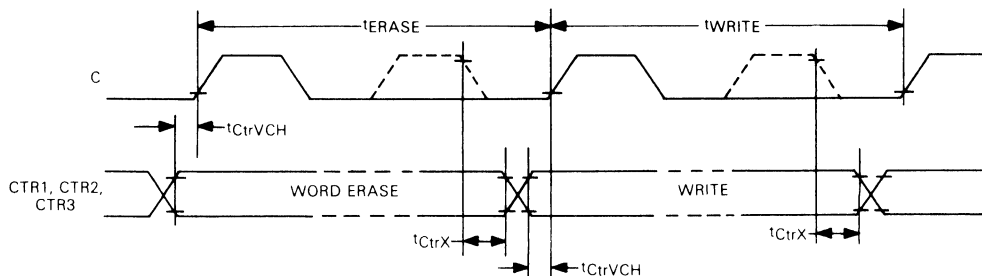 tERASE
tWRITE
C
tCtrVCH
CTR1, CTR2,
CTR3
WORD ERASE
WRITE
tCtrX
tCtrX
tCtrVCH